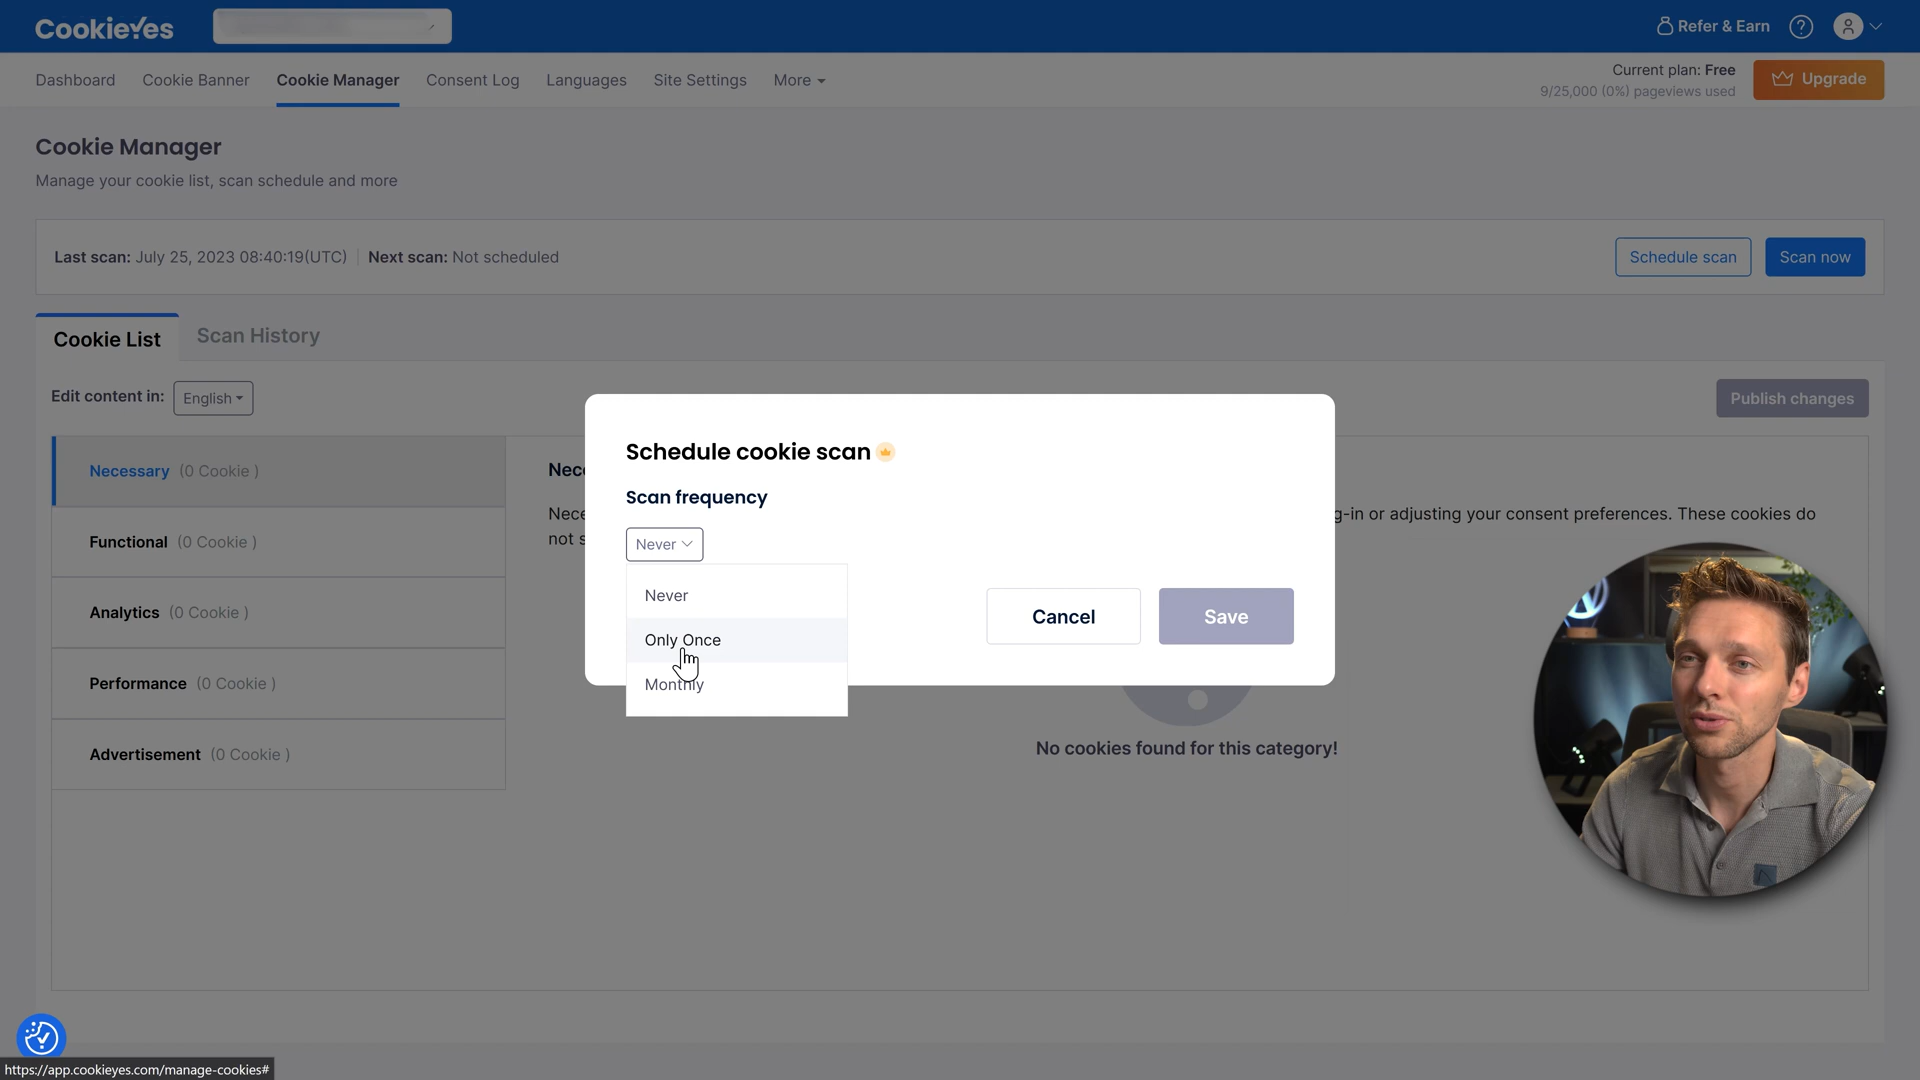 CookieYes
Refer & Earn
Dashboard
Cookie Banner
Cookie Manager
Consent Log
Languages
Site Settings
More
Current plan: Free
9/25,000 (0%) pageviews used
Upgrade
Cookie Manager
Manage your cookie list, scan schedule and more
Last scan: July 25, 2023 08:40:19(UTC)
Next scan: Not scheduled
Schedule scan
Scan now
Cookie List
Scan History
Edit content in:
English
Publish changes
Necessary (0 Cookie )
Functional (0 Cookie )
Analytics (0 Cookie )
Performance (0 Cookie )
Advertisement (0 Cookie )
g-in or adjusting your consent preferences. These cookies do
not s
Schedule cookie scan
Scan frequency
Never
Never
Only Once
Monthly
Cancel
Save
No cookies found for this category!
https://app.cookieyes.com/manage-cookies#